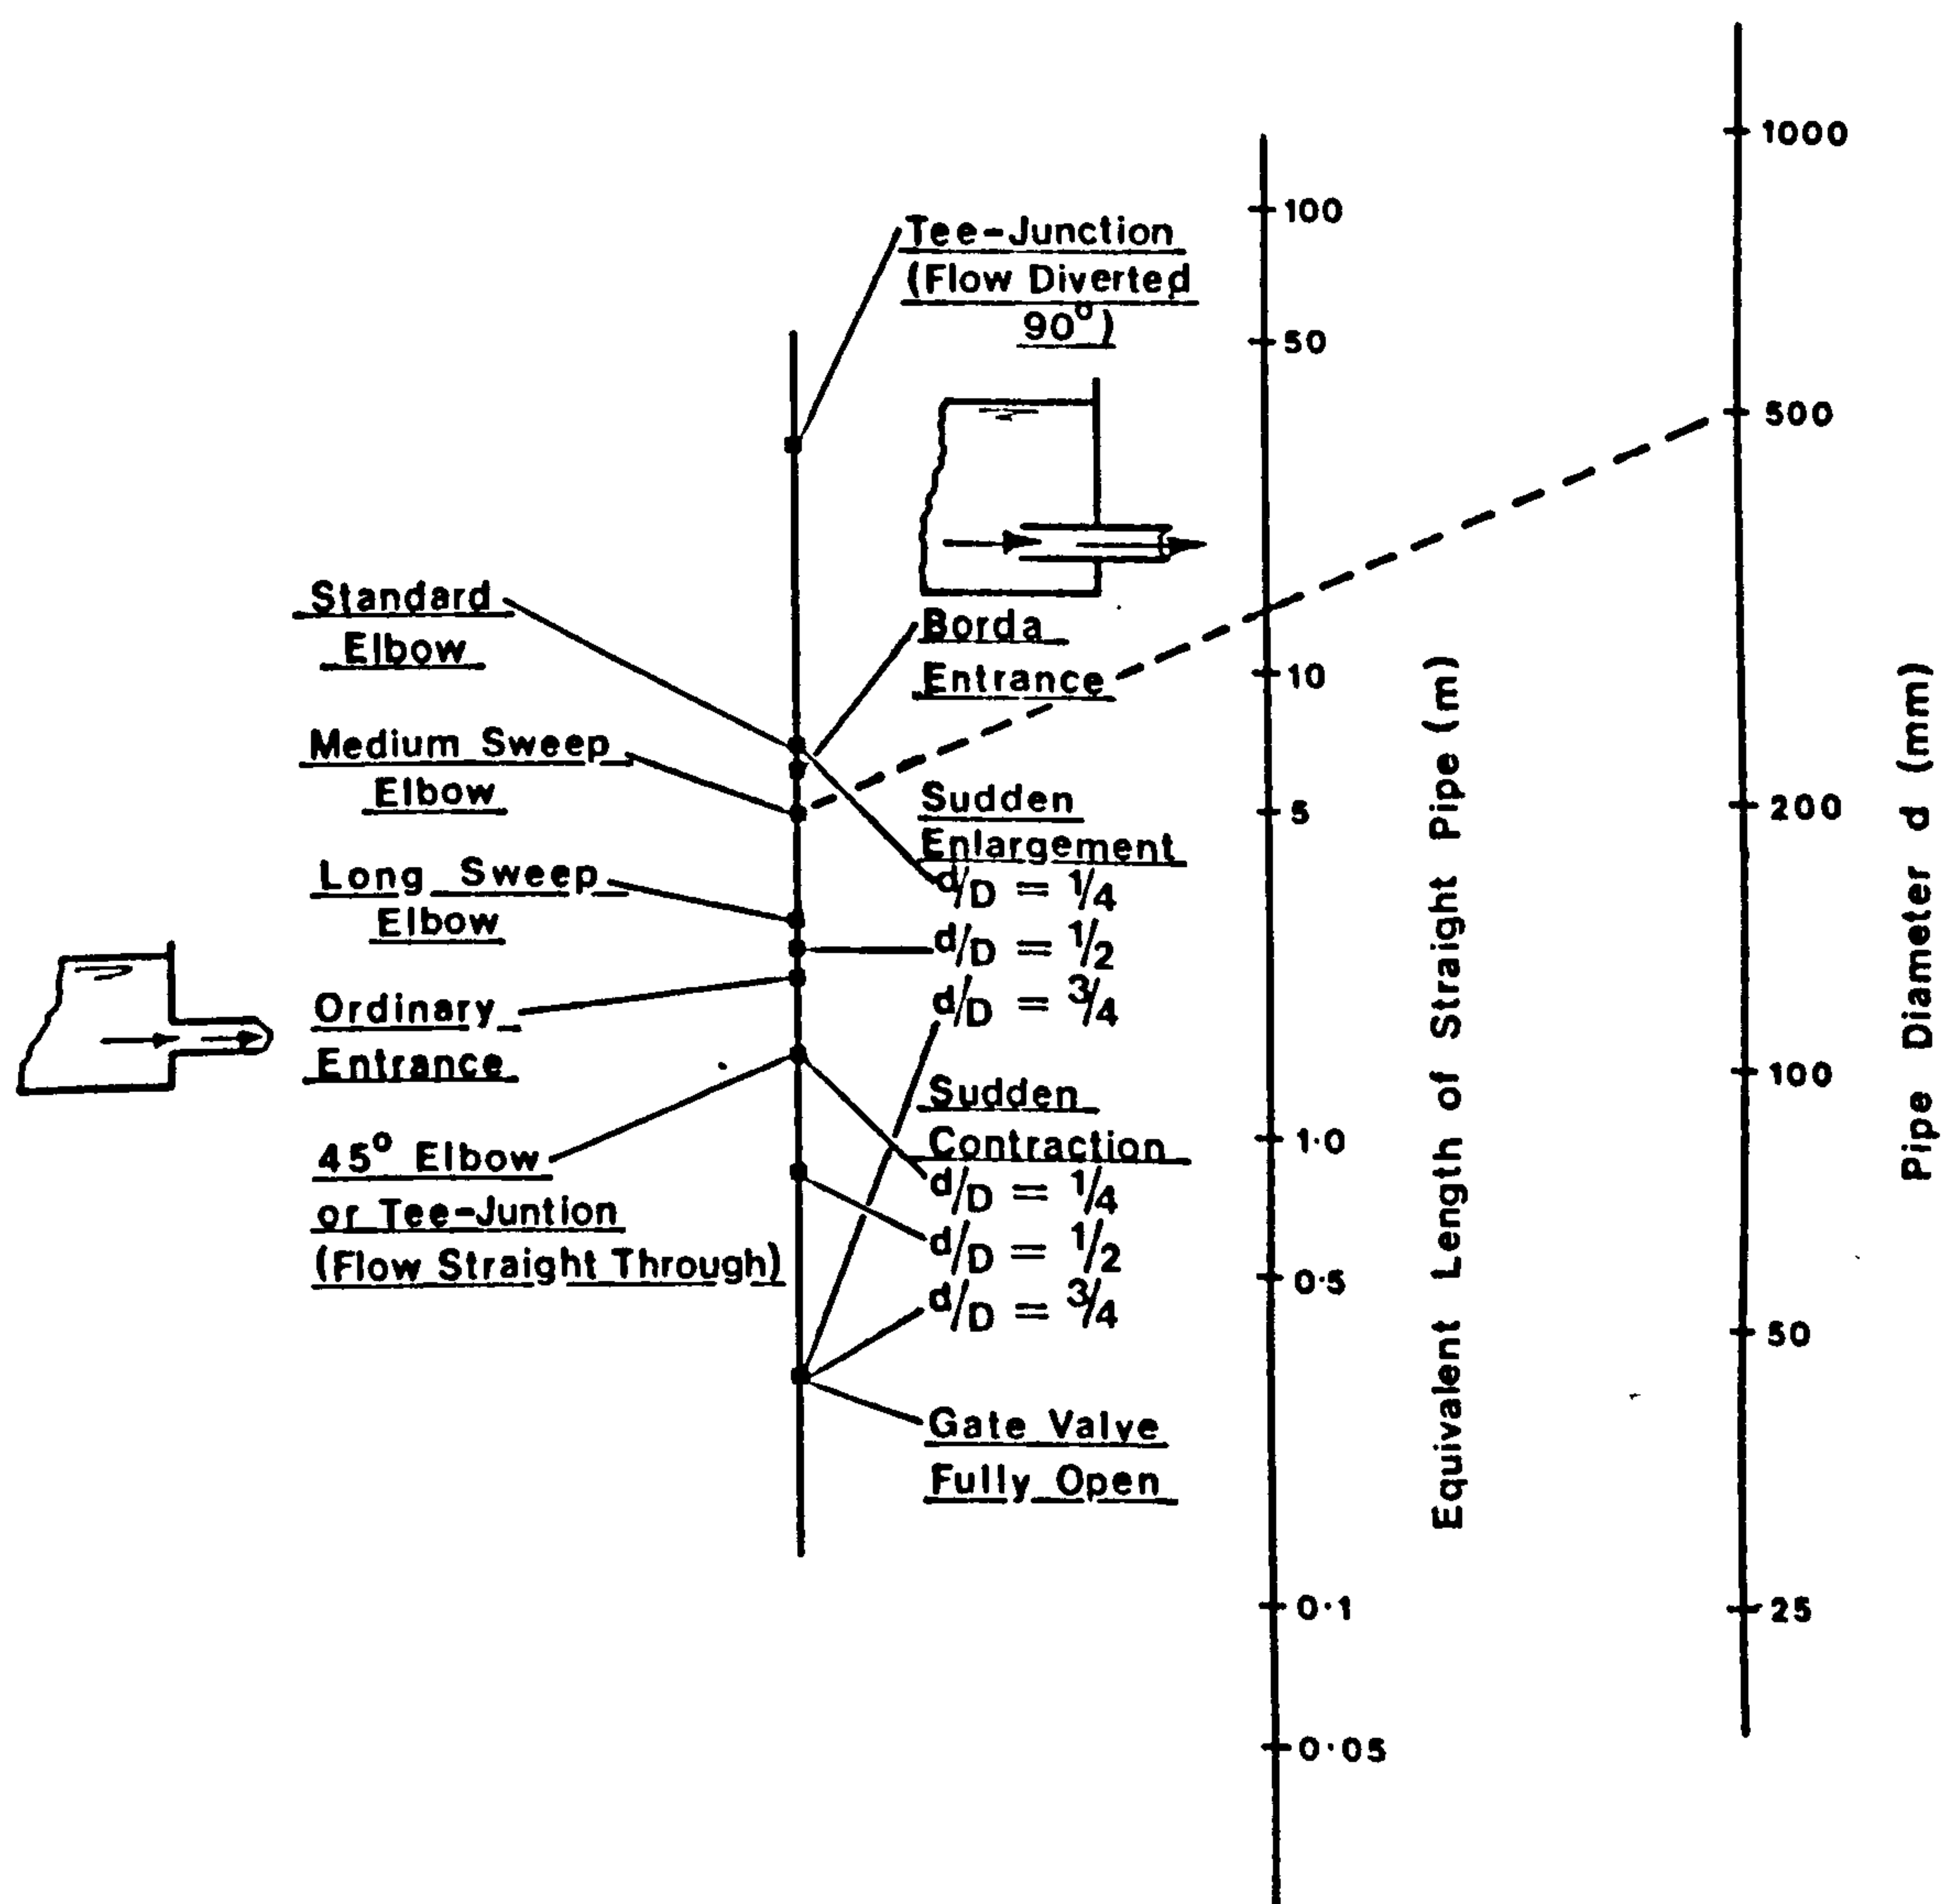 Tee-Junction
(Flow Diverted
90°)
Standard
Elbow
Borda
Entrance
Medium Sweep
Elbow
Sudden
Enlargement
d/D = 1/4
d/D = 1/2
d/D = 3/4
Long Sweep
Elbow
Ordinary
Entrance
Sudden
Contraction
d/D = 1/4
d/D = 1/2
d/D = 3/4
45° Elbow
or Tee-Juntion
(Flow Straight Through)
Gate Valve
Fully Open
100
50
10
5
1·0
0·5
0·1
0·05
Equivalent Length of Straight Pipe (m)
1000
500
200
100
50
25
Pipe Diameter d (mm)